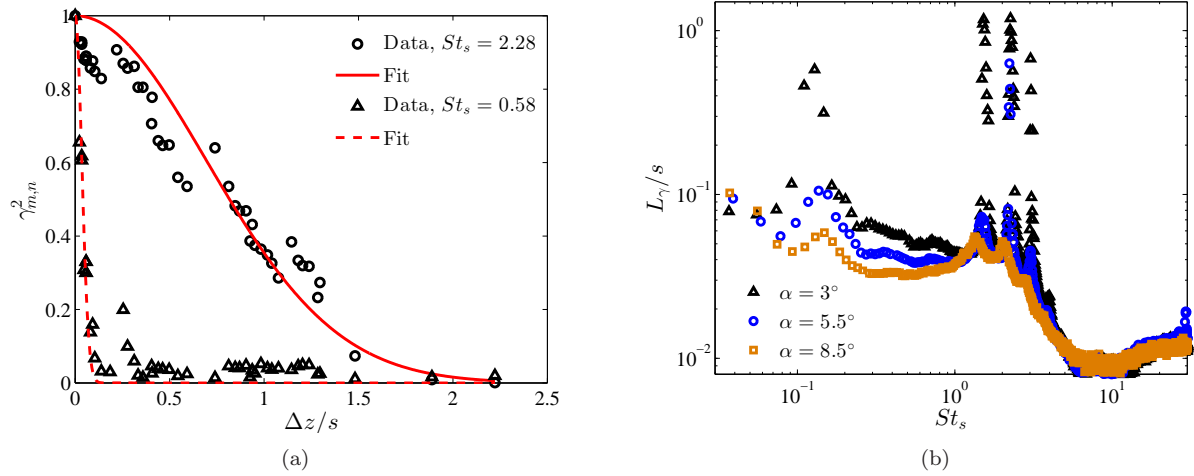 1
0.8
0.6
0.4
0.2
0
γ²ₘ,ₙ
0
0.5
1
1.5
2
2.5
Δz/s
Data, Stₛ = 2.28
Fit
Data, Stₛ = 0.58
Fit
(a)
10⁰
10⁻¹
10⁻²
L_γ/s
10⁻¹
10⁰
10¹
Stₛ
α = 3°
α = 5.5°
α = 8.5°
(b)